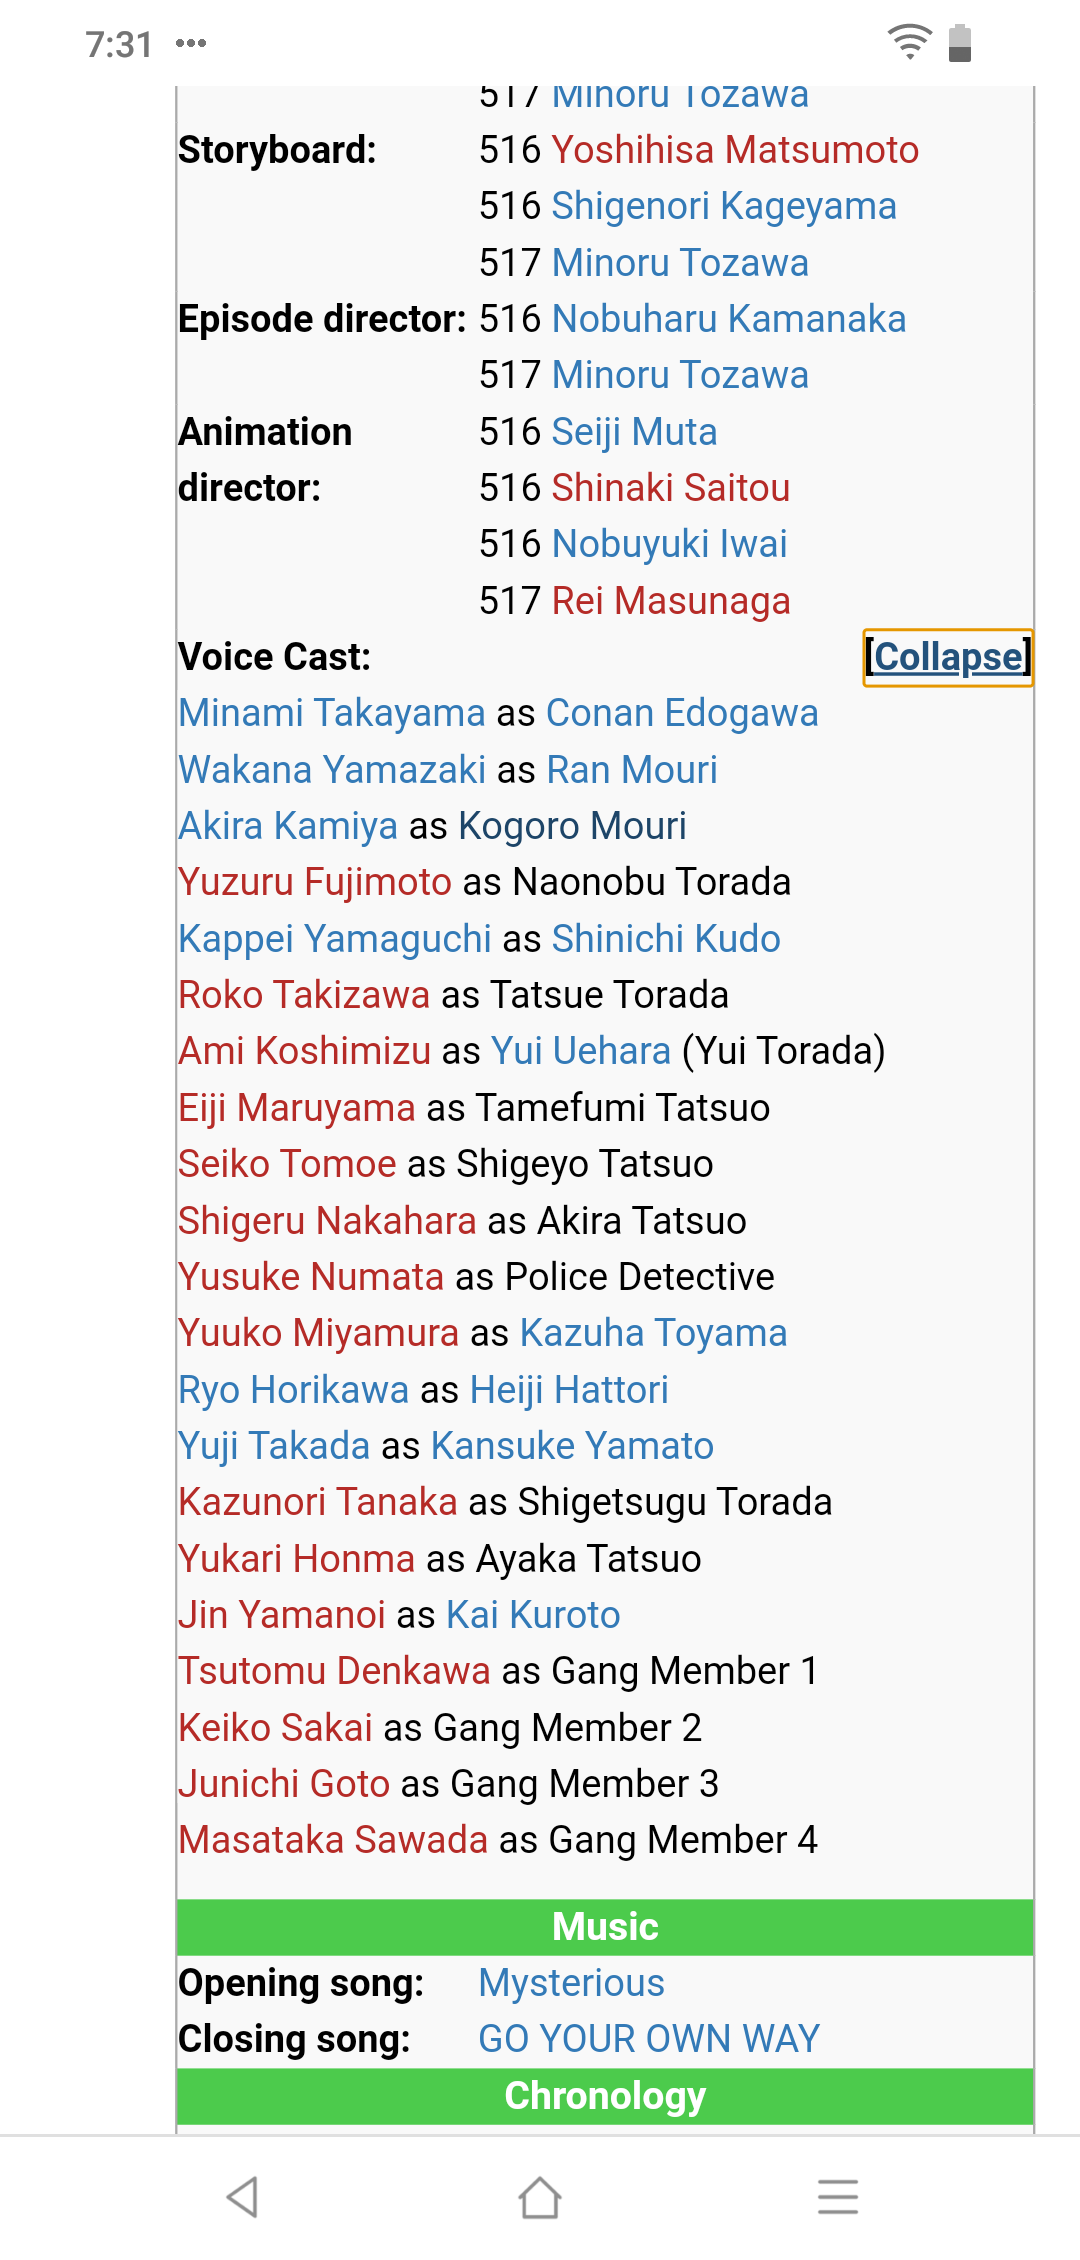 7:31
517 Minoru Tozawa
Storyboard: 516 Yoshihisa Matsumoto
516 Shigenori Kageyama
517 Minoru Tozawa
Episode director: 516 Nobuharu Kamanaka
517 Minoru Tozawa
Animation 516 Seiji Muta
director: 516 Shinaki Saitou
516 Nobuyuki Iwai
517 Rei Masunaga
Voice Cast: [Collapse]
Minami Takayama as Conan Edogawa
Wakana Yamazaki as Ran Mouri
Akira Kamiya as Kogoro Mouri
Yuzuru Fujimoto as Naonobu Torada
Kappei Yamaguchi as Shinichi Kudo
Roko Takizawa as Tatsue Torada
Ami Koshimizu as Yui Uehara (Yui Torada)
Eiji Maruyama as Tamefumi Tatsuo
Seiko Tomoe as Shigeyo Tatsuo
Shigeru Nakahara as Akira Tatsuo
Yusuke Numata as Police Detective
Yuuko Miyamura as Kazuha Toyama
Ryo Horikawa as Heiji Hattori
Yuji Takada as Kansuke Yamato
Kazunori Tanaka as Shigetsugu Torada
Yukari Honma as Ayaka Tatsuo
Jin Yamanoi as Kai Kuroto
Tsutomu Denkawa as Gang Member 1
Keiko Sakai as Gang Member 2
Junichi Goto as Gang Member 3
Masataka Sawada as Gang Member 4
Music
Opening song: Mysterious
Closing song: GO YOUR OWN WAY
Chronology